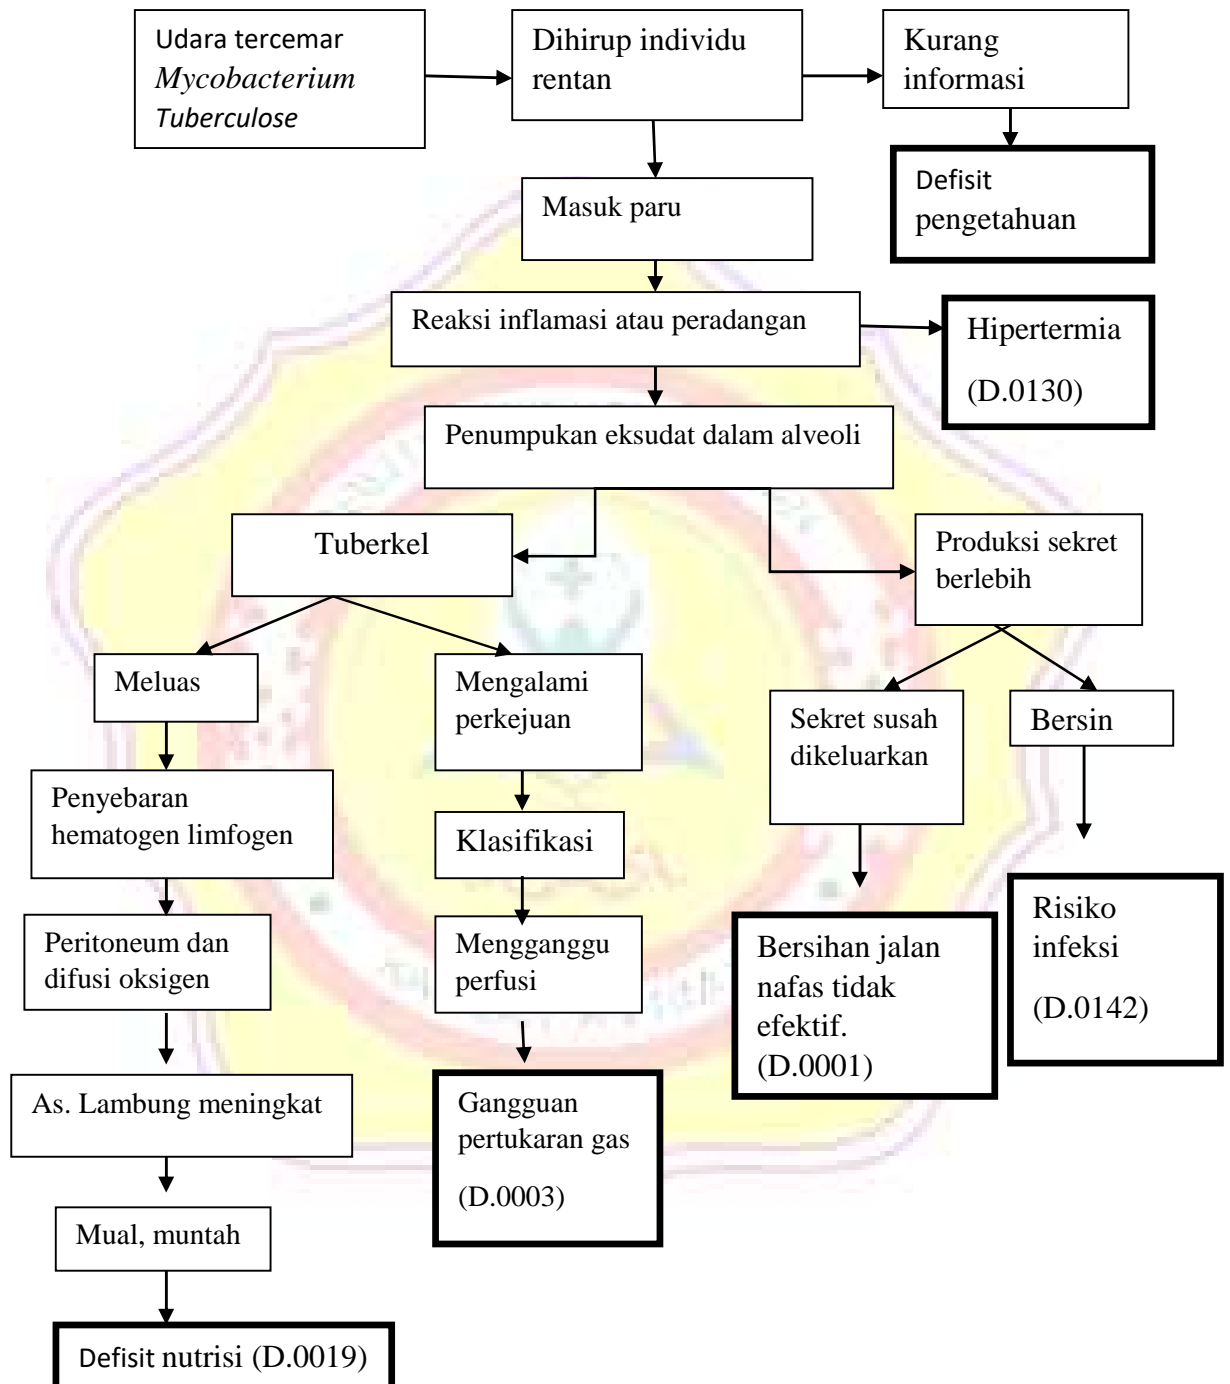 Udara tercemar
Mycobacterium
Tuberculose
Dihirup individu
rentan
Kurang
informasi
Defisit
pengetahuan
Masuk paru
Reaksi inflamasi atau peradangan
Hipertermia
(D.0130)
Penumpukan eksudat dalam alveoli
Tuberkel
Produksi sekret
berlebih
Meluas
Mengalami
perkejuan
Sekret susah
dikeluarkan
Bersin
Penyebaran
hematogen limfogen
Klasifikasi
Peritoneum dan
difusi oksigen
Mengganggu
perfusi
Bersihan jalan
nafas tidak
efektif.
(D.0001)
Risiko
infeksi
(D.0142)
As. Lambung meningkat
Gangguan
pertukaran gas
(D.0003)
Mual, muntah
Defisit nutrisi (D.0019)